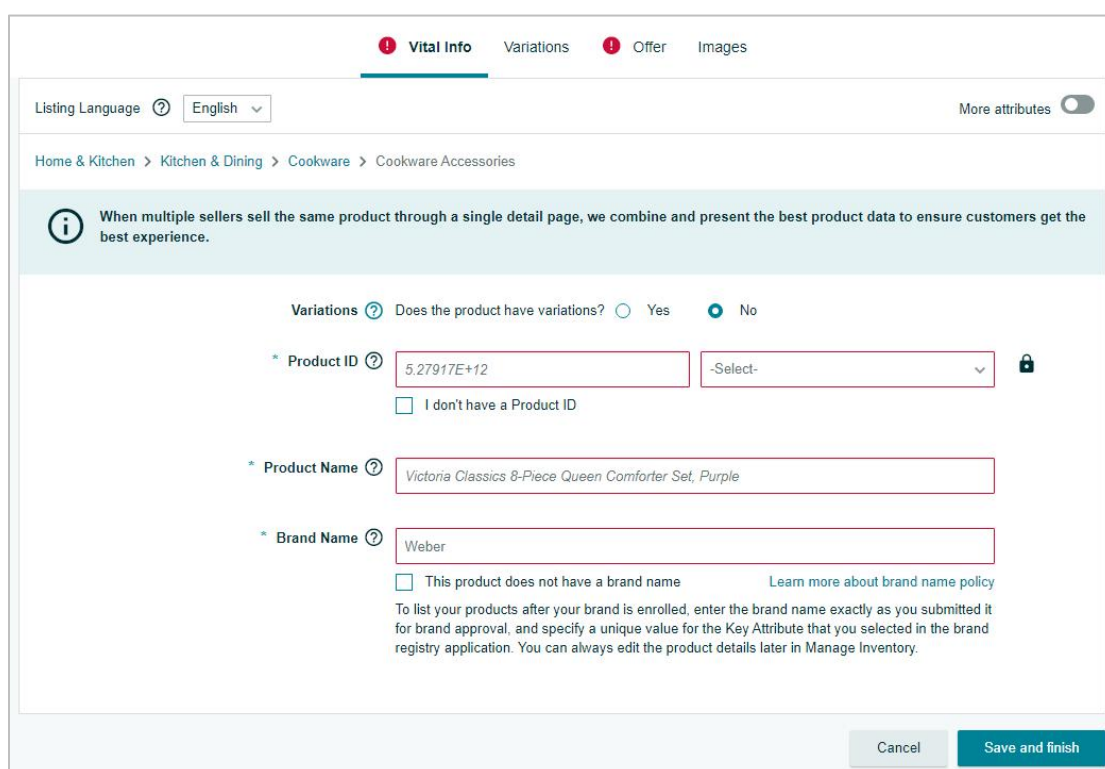 ! Vital Info Variations ! Offer Images
Listing Language ? English More attributes
Home & Kitchen > Kitchen & Dining > Cookware > Cookware Accessories
i When multiple sellers sell the same product through a single detail page, we combine and present the best product data to ensure customers get the
best experience.
Variations ? Does the product have variations? Yes No
* Product ID ? 5.27917E+12 -Select-
I don't have a Product ID
* Product Name ? Victoria Classics 8-Piece Queen Comforter Set, Purple
* Brand Name ? Weber
This product does not have a brand name Learn more about brand name policy
To list your products after your brand is enrolled, enter the brand name exactly as you submitted it
for brand approval, and specify a unique value for the Key Attribute that you selected in the brand
registry application. You can always edit the product details later in Manage Inventory.
Cancel Save and finish